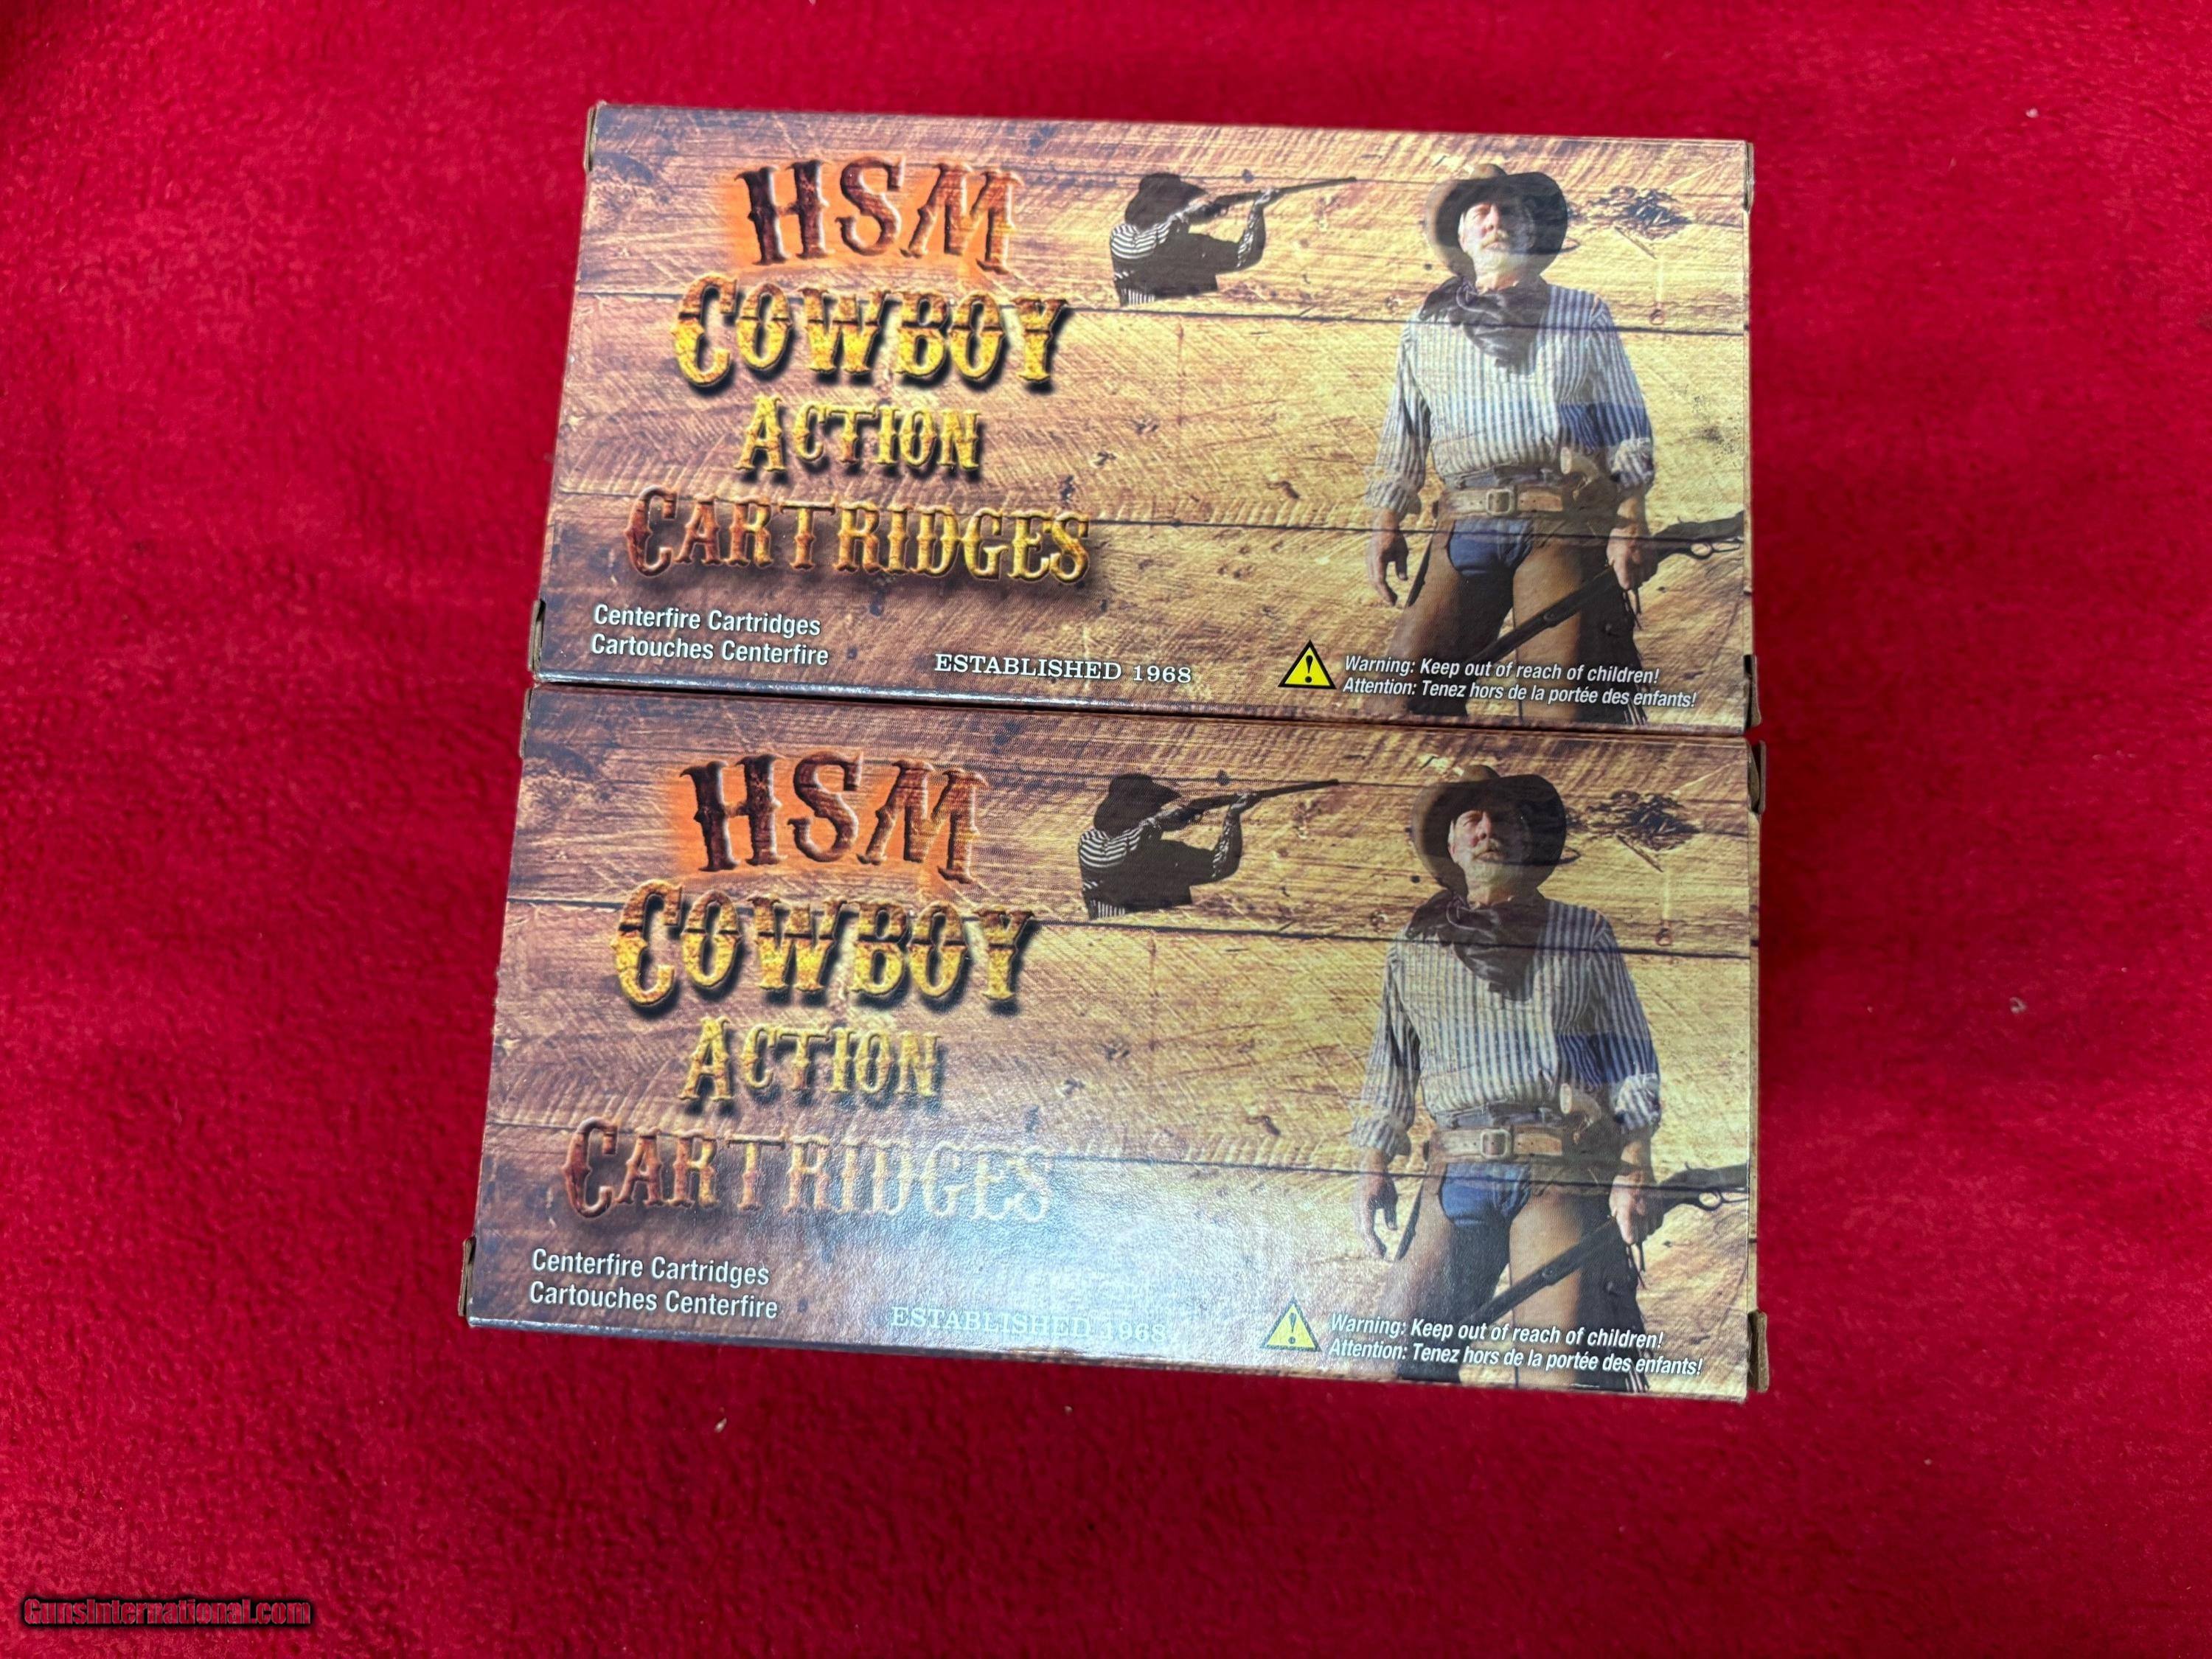 HSM
COWBOY
ACTION
CARTRIDGES
Centerfire Cartridges
Cartouches Centerfire
ESTABLISHED 1968
Warning: Keep out of reach of children!
Attention: Tenez hors de la portée des enfants!
HSM
COWBOY
ACTION
CARTRIDGES
Centerfire Cartridges
Cartouches Centerfire
ESTABLISHED 1968
Warning: Keep out of reach of children!
Attention: Tenez hors de la portée des enfants!
GunsInternational.com